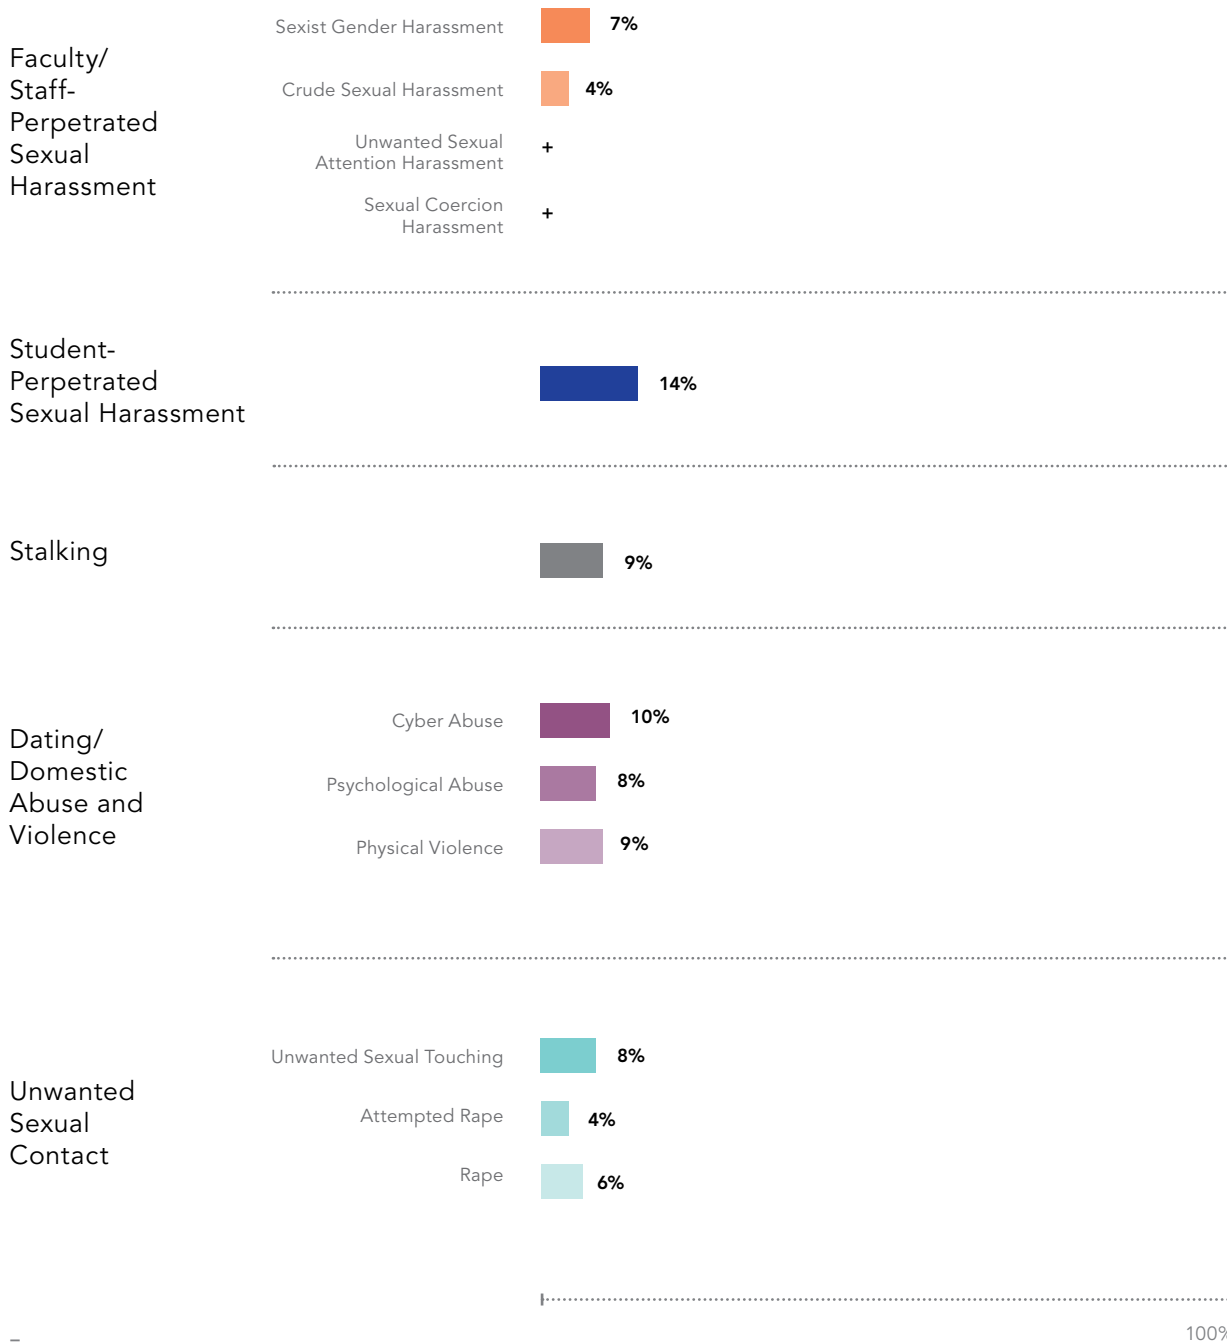 Faculty/
Staff-
Perpetrated
Sexual
Harassment
Sexist Gender Harassment 7%
Crude Sexual Harassment 4%
Unwanted Sexual
Attention Harassment +
Sexual Coercion
Harassment +
Student-
Perpetrated
Sexual Harassment
14%
Stalking 9%
Dating/
Domestic
Abuse and
Violence
Cyber Abuse 10%
Psychological Abuse 8%
Physical Violence 9%
Unwanted
Sexual
Contact
Unwanted Sexual Touching 8%
Attempted Rape 4%
Rape 6%
100%